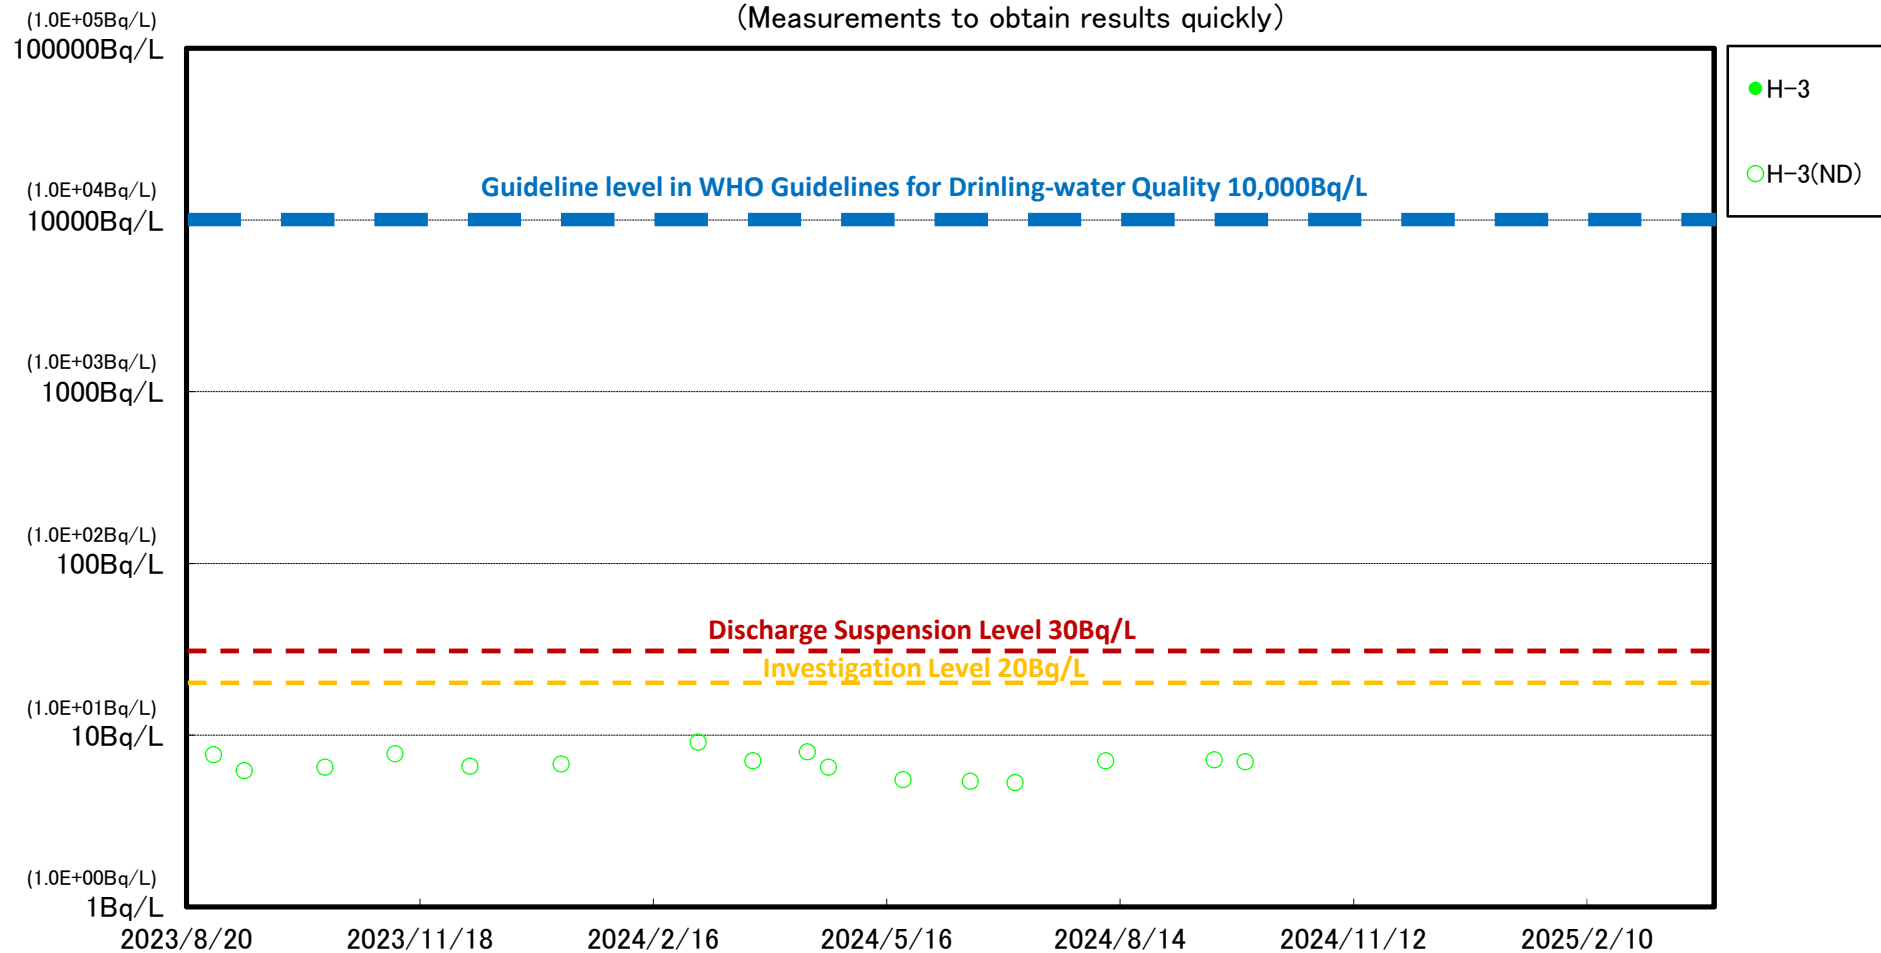 (Measurements to obtain results quickly)
(1.0E+05Bq/L)
100000Bq/L
H-3
H-3(ND)
(1.0E+04Bq/L)
10000Bq/L
Guideline level in WHO Guidelines for Drinling-water Quality 10,000Bq/L
(1.0E+03Bq/L)
1000Bq/L
(1.0E+02Bq/L)
100Bq/L
Discharge Suspension Level 30Bq/L
Investigation Level 20Bq/L
(1.0E+01Bq/L)
10Bq/L
(1.0E+00Bq/L)
1Bq/L
2023/8/20 2023/11/18 2024/2/16 2024/5/16 2024/8/14 2024/11/12 2025/2/10